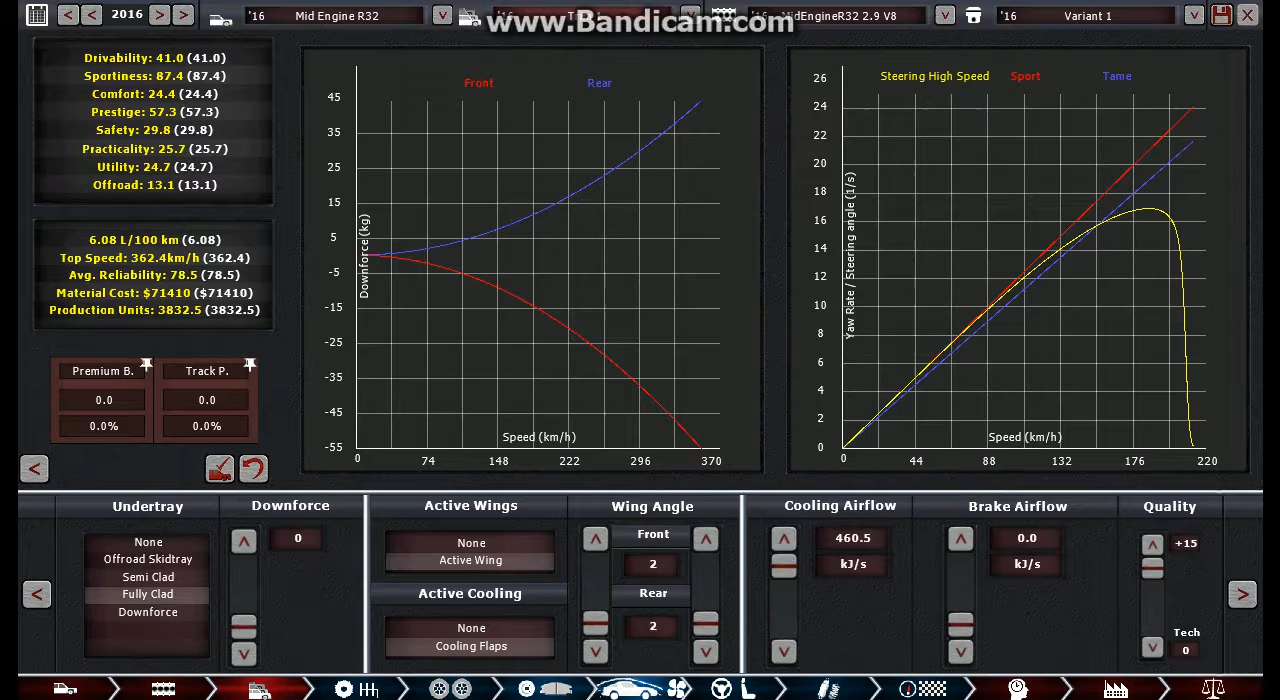 2016
'16 Mid Engine R32
'16
www.Bandicam.com
MidEngineR32 2.9 V8
'16 Variant 1
Drivability: 41.0 (41.0)
Sportiness: 87.4 (87.4)
Comfort: 24.4 (24.4)
Prestige: 57.3 (57.3)
Safety: 29.8 (29.8)
Practicality: 25.7 (25.7)
Utility: 24.7 (24.7)
Offroad: 13.1 (13.1)
6.08 L/100 km (6.08)
Top Speed: 362.4km/h (362.4)
Avg. Reliability: 78.5 (78.5)
Material Cost: $71410 ($71410)
Production Units: 3832.5 (3832.5)
Premium B. Track P.
0.0 0.0
0.0% 0.0%
Front Rear
45
35
25
15
5
-5
-15
-25
-35
-45
-55
Downforce (kg)
Speed (km/h)
0 74 148 222 296 370
Steering High Speed Sport Tame
26
24
22
20
18
16
14
12
10
8
6
4
2
0
Yaw Rate / Steering angle (1/s)
Speed (km/h)
0 44 88 132 176 220
Undertray
None
Offroad Skidtray
Semi Clad
Fully Clad
Downforce
Downforce
0
Active Wings
None
Active Wing
Active Cooling
None
Cooling Flaps
Wing Angle
Front
2
Rear
2
Cooling Airflow
460.5
kJ/s
Brake Airflow
0.0
kJ/s
Quality
+15
Tech
0